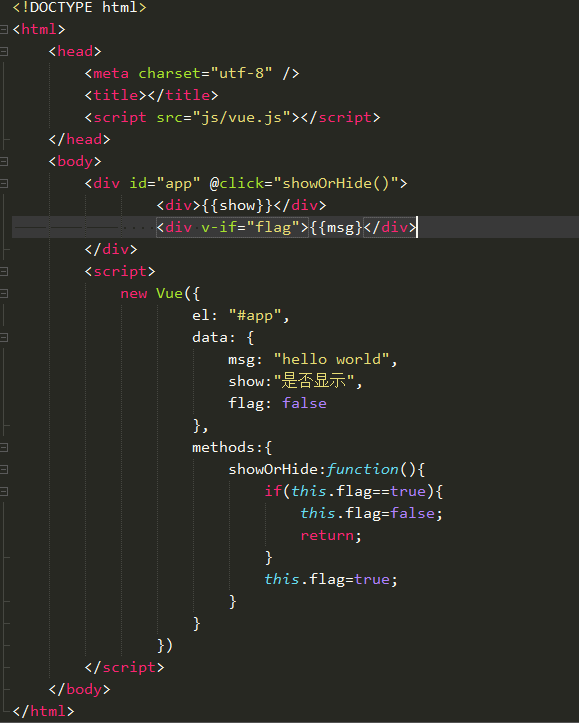 <!DOCTYPE html>
<html>
<head>
<meta charset="utf-8" />
<title></title>
<script src="js/vue.js"></script>
</head>
<body>
<div id="app" @click="showOrHide()">
<div>{{show}}</div>
<div v-if="flag">{{msg}</div>
</div>
<script>
new Vue({
el: "#app",
data: {
msg: "hello world",
show:"是否显示",
flag: false
},
methods:{
showOrHide:function(){
if(this.flag==true){
this.flag=false;
return;
}
this.flag=true;
}
}
})
</script>
</body>
</html>